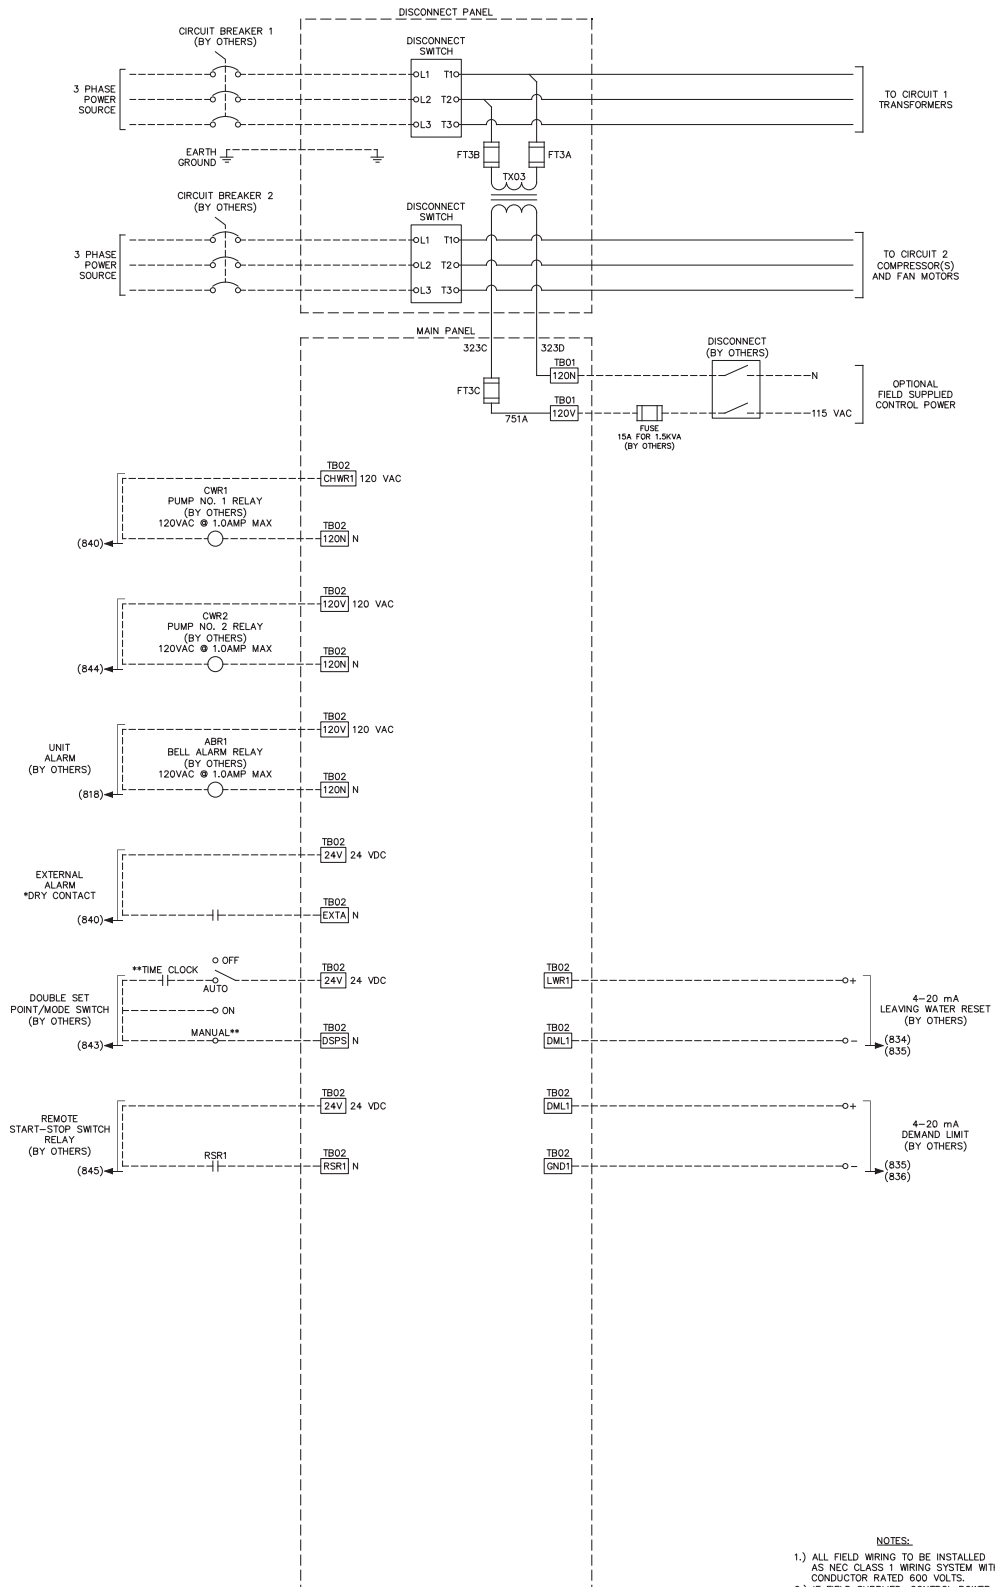 DISCONNECT PANEL
CIRCUIT BREAKER 1
(BY OTHERS)
DISCONNECT
SWITCH
3 PHASE
POWER
SOURCE
L1 T1
L2 T2
L3 T3
TO CIRCUIT 1
TRANSFORMERS
EARTH
GROUND
FT3B
FT3A
TX03
CIRCUIT BREAKER 2
(BY OTHERS)
DISCONNECT
SWITCH
3 PHASE
POWER
SOURCE
L1 T1
L2 T2
L3 T3
TO CIRCUIT 2
COMPRESSOR(S)
AND FAN MOTORS
MAIN PANEL
323C
323D
DISCONNECT
(BY OTHERS)
TB01
120N
N
FT3C
TB01
120V
751A
FUSE
15A FOR 1.5KVA
(BY OTHERS)
115 VAC
OPTIONAL
FIELD SUPPLIED
CONTROL POWER
TB02
CHWR1 120 VAC
CWR1
PUMP NO. 1 RELAY
(BY OTHERS)
120VAC @ 1.0AMP MAX
TB02
120N N
(840)
TB02
120V 120 VAC
CWR2
PUMP NO. 2 RELAY
(BY OTHERS)
120VAC @ 1.0AMP MAX
TB02
120N N
(844)
TB02
120V 120 VAC
UNIT
ALARM
(BY OTHERS)
ABR1
BELL ALARM RELAY
(BY OTHERS)
120VAC @ 1.0AMP MAX
TB02
120N N
(818)
TB02
24V 24 VDC
EXTERNAL
ALARM
*DRY CONTACT
TB02
EXTA N
(840)
**TIME CLOCK
OFF
AUTO
TB02
24V 24 VDC
DOUBLE SET
POINT/MODE SWITCH
(BY OTHERS)
ON
MANUAL**
TB02
DSPS N
(843)
TB02
LWR1
+
4-20 mA
LEAVING WATER RESET
(BY OTHERS)
TB02
DML1
-
(834)
(835)
TB02
24V 24 VDC
REMOTE
START-STOP SWITCH
RELAY
(BY OTHERS)
RSR1
TB02
RSR1 N
(845)
TB02
DML1
+
4-20 mA
DEMAND LIMIT
(BY OTHERS)
TB02
GND1
-
(835)
(836)
NOTES:
1.) ALL FIELD WIRING TO BE INSTALLED
AS NEC CLASS 1 WIRING SYSTEM WITH
CONDUCTOR RATED 600 VOLTS.